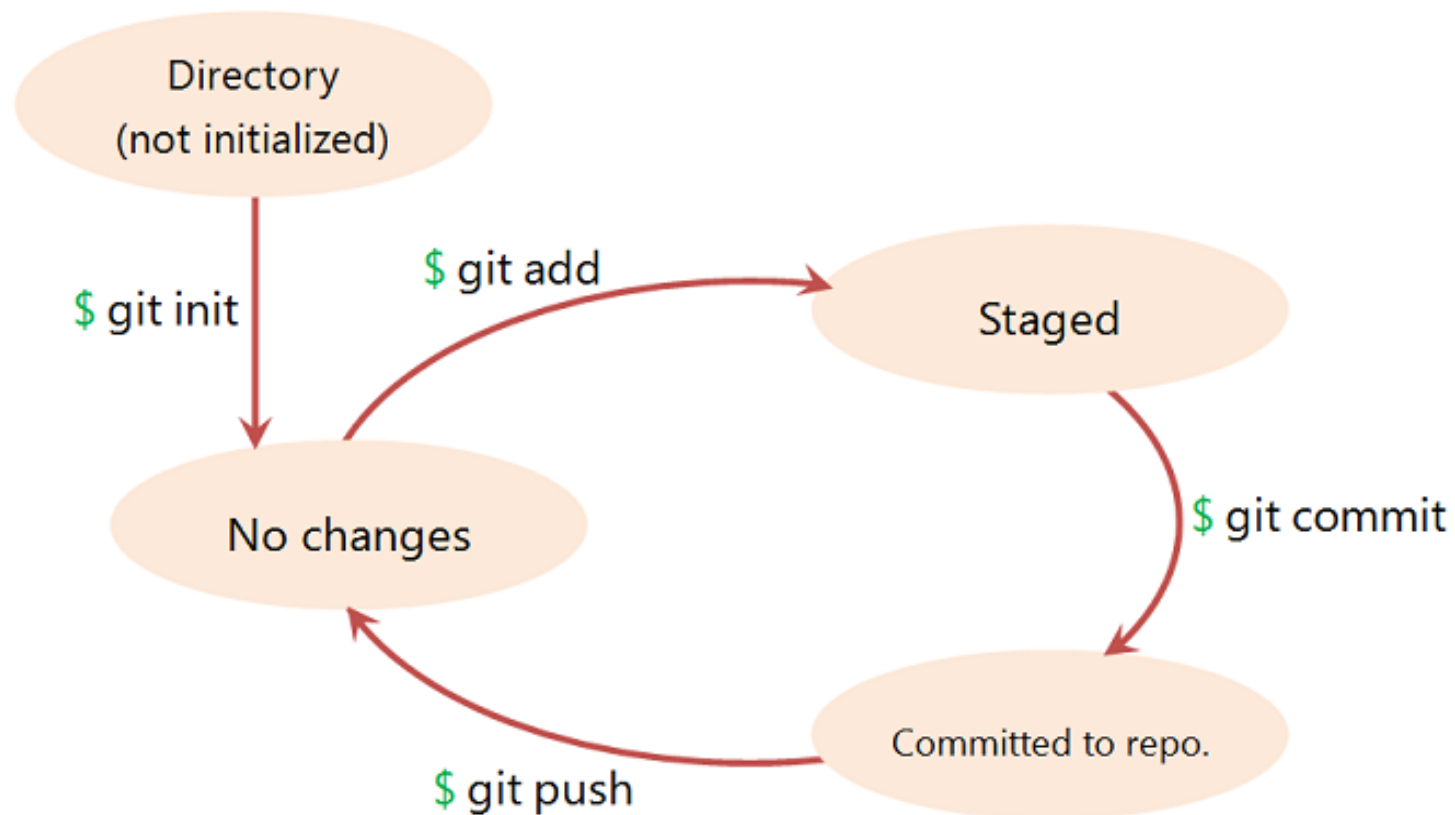 Directory
(not initialized)
$ git init
$ git add
Staged
No changes
$ git commit
Committed to repo.
$ git push